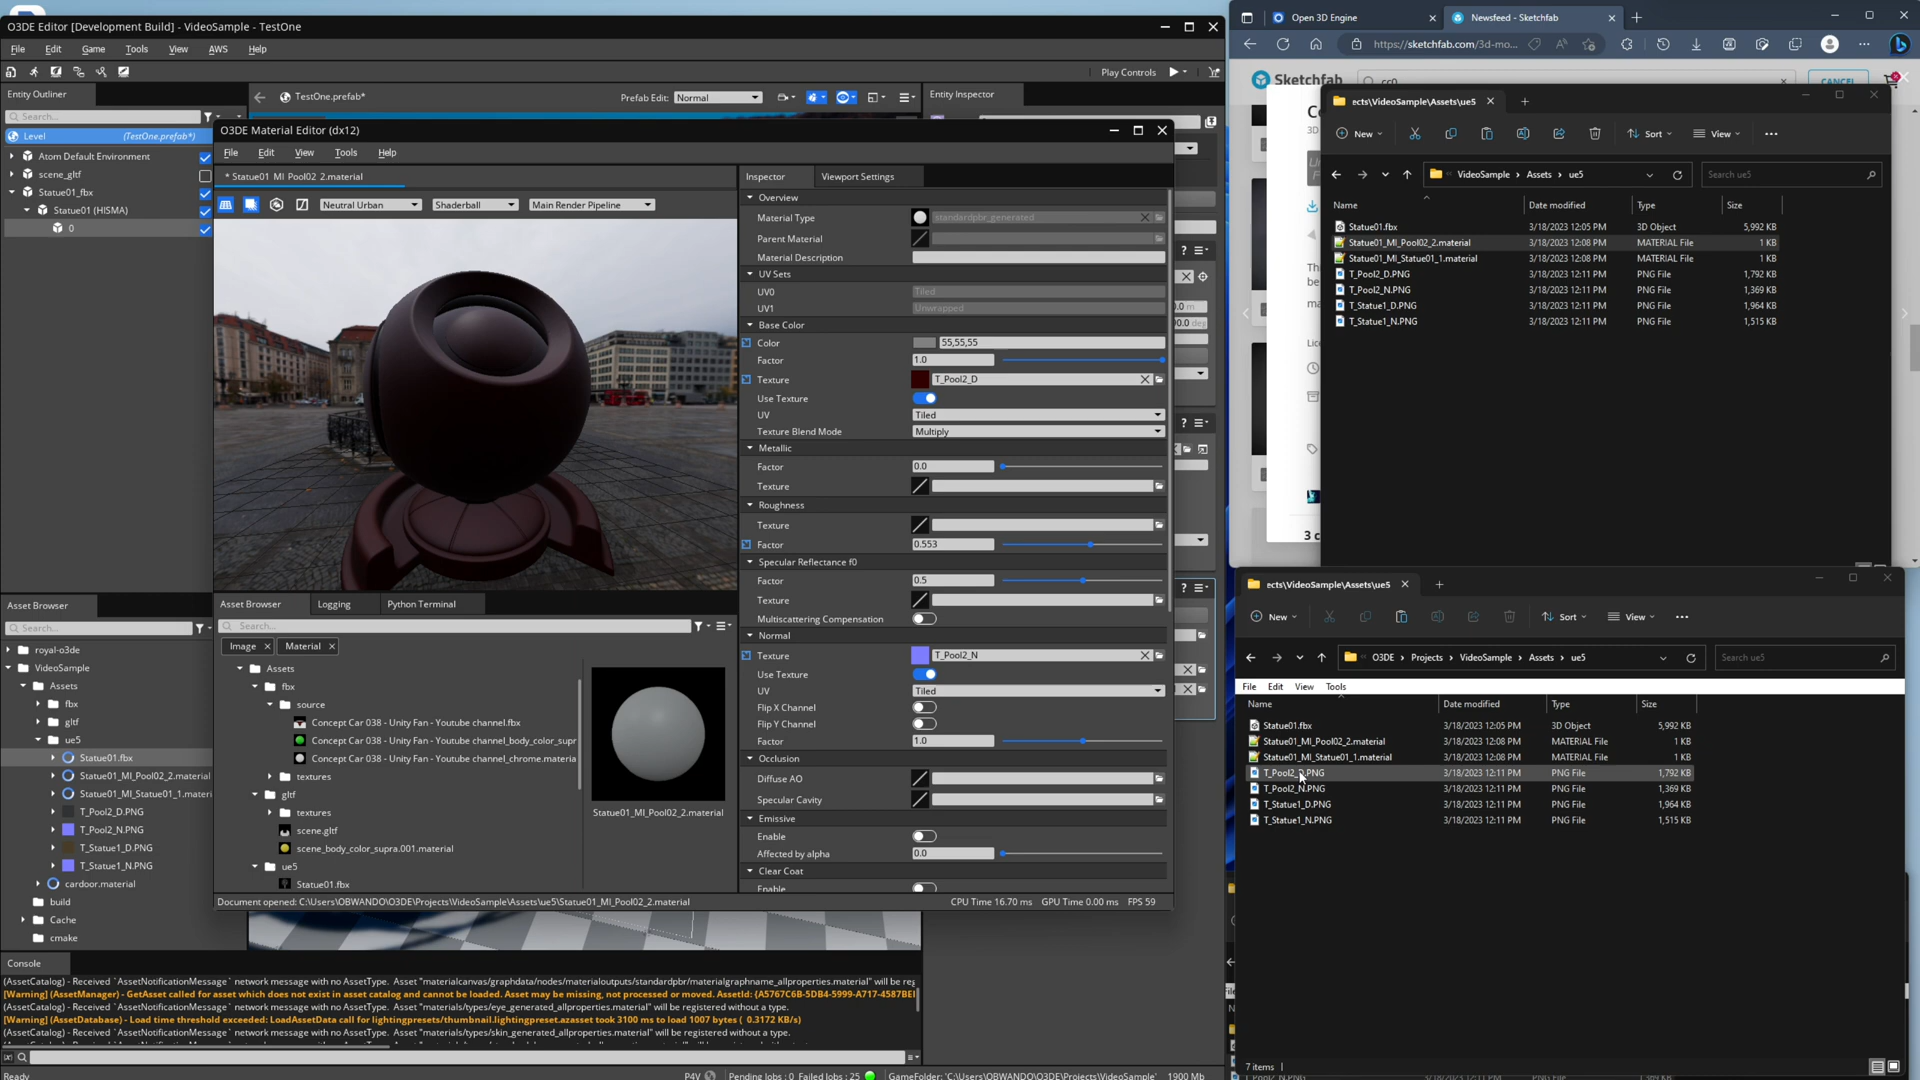 O3DE Editor [Development Build] - VideoSample - TestOne
File Edit Game Tools View AWS Help
Play Controls
Entity Outliner
Search...
Level (TestOne.prefab*)
Atom Default Environment
scene_gltf
Statue01_fbx
Statue01 (HISMA)
0
TestOne.prefab*
Prefab Edit: Normal
Entity Inspector
O3DE Material Editor (dx12)
File Edit View Tools Help
* Statue01 MI Pool02 2.material
Neutral Urban
Shaderball
Main Render Pipeline
Inspector
Viewport Settings
Overview
Material Type standardpbr_generated
Parent Material
Material Description
UV Sets
UV0 Tiled
UV1 Unwrapped
Base Color
Color 55,55,55
Factor 1.0
Texture T_Pool2_D
Use Texture
UV Tiled
Texture Blend Mode Multiply
Metallic
Factor 0.0
Texture
Roughness
Texture
Factor 0.553
Specular Reflectance f0
Factor 0.5
Texture
Multiscattering Compensation
Normal
Texture T_Pool2_N
Use Texture
UV Tiled
Flip X Channel
Flip Y Channel
Factor 1.0
Occlusion
Diffuse AO
Specular Cavity
Emissive
Enable
Affected by alpha 0.0
Clear Coat
Enable
Asset Browser Logging Python Terminal
Search...
Image Material
Assets
fbx
source
Concept Car 038 - Unity Fan - Youtube channel.fbx
Concept Car 038 - Unity Fan - Youtube channel_body_color_supr
Concept Car 038 - Unity Fan - Youtube channel_chrome.materia
textures
gltf
textures
scene.gltf
scene_body_color_supra.001.material
ue5
Statue01.fbx
Statue01_MI_Pool02_2.material
Document opened: C:\Users\OBWANDO\O3DE\Projects\VideoSample\Assets\ue5\Statue01_MI_Pool02_2.material
CPU Time 16.70 ms GPU Time 0.00 ms FPS 59
Asset Browser
Search...
royal-o3de
VideoSample
Assets
fbx
gltf
ue5
Statue01.fbx
Statue01_MI_Pool02_2.material
Statue01_MI_Statue01_1.materi
T_Pool2_D.PNG
T_Pool2_N.PNG
T_Statue1_D.PNG
T_Statue1_N.PNG
cardoor.material
build
Cache
cmake
Console
(AssetCatalog) - Received `AssetNotificationMessage` network message with no AssetType. Asset "materialcanvas/graphdata/nodes/materialoutputs/standardpbr/materialgraphname_allproperties.material" will be reg
[Warning] (AssetManager) - GetAsset called for asset which does not exist in asset catalog and cannot be loaded. Asset may be missing, not processed or moved. AssetId: {A5767C6B-5DB4-5999-A717-4587BEI
(AssetCatalog) - Received `AssetNotificationMessage` network message with no AssetType. Asset "materials/types/eye_generated_allproperties.material" will be registered without a type.
[Warning] (AssetDatabase) - Load time threshold exceeded: LoadAssetData call for lightingpresets/thumbnail.lightingpreset.azasset took 3100 ms to load 1007 bytes ( 0.3172 KB/s)
(AssetCatalog) - Received `AssetNotificationMessage` network message with no AssetType. Asset "materials/types/skin_generated_allproperties.material" will be registered without a type.
Ready
P4V
Pending Jobs : 0 Failed Jobs : 25
GameFolder: 'C:\Users\OBWANDO\O3DE\Projects\VideoSample'
1900 Mb
Open 3D Engine
Newsfeed - Sketchfab
https://sketchfab.com/3d-mo...
Sketchfab
cc0
CANCEL
ects\VideoSample\Assets\ue5
New Sort View
VideoSample > Assets > ue5
Search ue5
Name Date modified Type Size
Statue01.fbx 3/18/2023 12:05 PM 3D Object 5,992 KB
Statue01_MI_Pool02_2.material 3/18/2023 12:08 PM MATERIAL File 1 KB
Statue01_MI_Statue01_1.material 3/18/2023 12:08 PM MATERIAL File 1 KB
T_Pool2_D.PNG 3/18/2023 12:11 PM PNG File 1,792 KB
T_Pool2_N.PNG 3/18/2023 12:11 PM PNG File 1,369 KB
T_Statue1_D.PNG 3/18/2023 12:11 PM PNG File 1,964 KB
T_Statue1_N.PNG 3/18/2023 12:11 PM PNG File 1,515 KB
ects\VideoSample\Assets\ue5
New Sort View
O3DE > Projects > VideoSample > Assets > ue5
Search ue5
File Edit View Tools
Name Date modified Type Size
Statue01.fbx 3/18/2023 12:05 PM 3D Object 5,992 KB
Statue01_MI_Pool02_2.material 3/18/2023 12:08 PM MATERIAL File 1 KB
Statue01_MI_Statue01_1.material 3/18/2023 12:08 PM MATERIAL File 1 KB
T_Pool2_D.PNG 3/18/2023 12:11 PM PNG File 1,792 KB
T_Pool2_N.PNG 3/18/2023 12:11 PM PNG File 1,369 KB
T_Statue1_D.PNG 3/18/2023 12:11 PM PNG File 1,964 KB
T_Statue1_N.PNG 3/18/2023 12:11 PM PNG File 1,515 KB
7 items